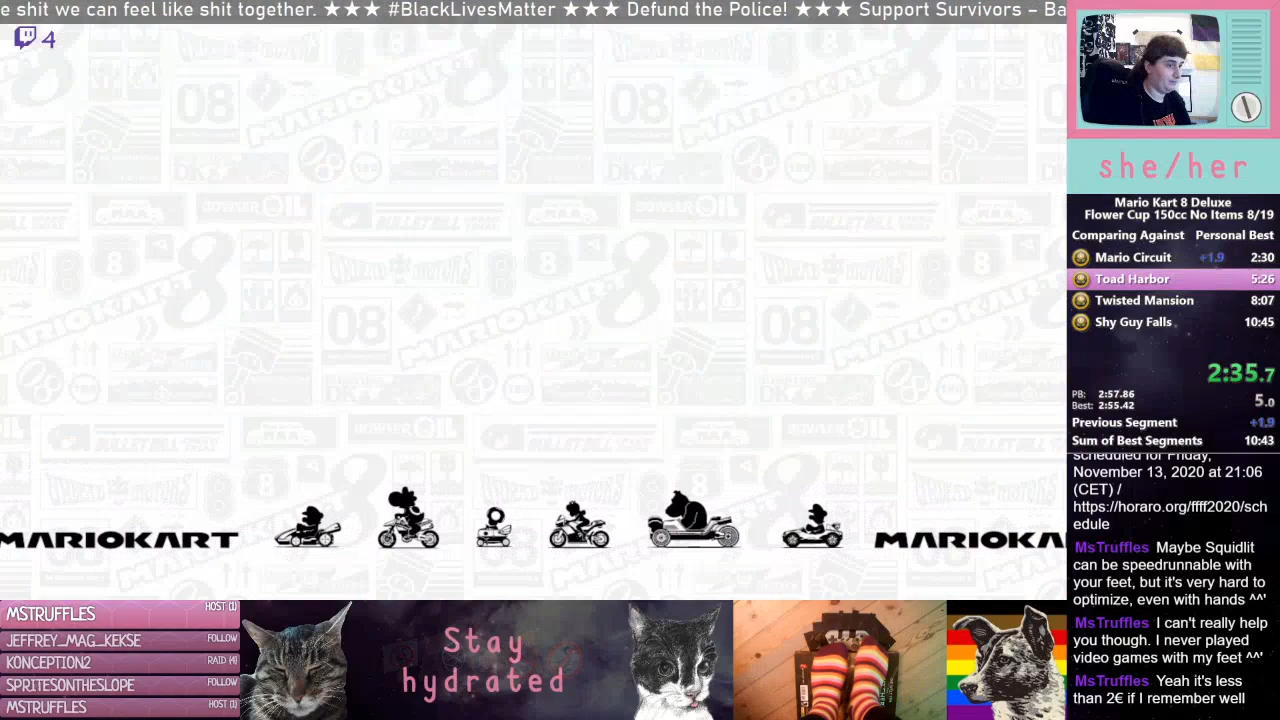 e shit we can feel like shit together. ★★★ #BlackLivesMatter ★★★ Defund the Police! ★★★ Support Survivors – Ba
4
she/her
Mario Kart 8 Deluxe
Flower Cup 150cc No Items 8/19
Comparing Against Personal Best
Mario Circuit +1.9 2:30
Toad Harbor 5:26
Twisted Mansion 8:07
Shy Guy Falls 10:45
2:35.7
PB: 2:57.86
Best: 2:55.42
5.0
Previous Segment +1.9
Sum of Best Segments 10:43
scheduled for Friday,
November 13, 2020 at 21:06
(CET) /
https://horaro.org/ffff2020/sch
edule
MsTruffles Maybe Squidlit
can be speedrunnable with
your feet, but it's very hard to
optimize, even with hands ^^'
MsTruffles I can't really help
you though. I never played
video games with my feet ^^'
MsTruffles Yeah it's less
than 2€ if I remember well
MARIOKART
MARIOKA
MARIOKART 8
08
BOWSER OIL
BULLET BILL
MSTRUFFLES HOST (1)
JEFFREY_MAG_KEKSE FOLLOW
KONCEPTION2 RAID (4)
SPRITESONTHESLOPE FOLLOW
MSTRUFFLES HOST (1)
Stay
hydrated